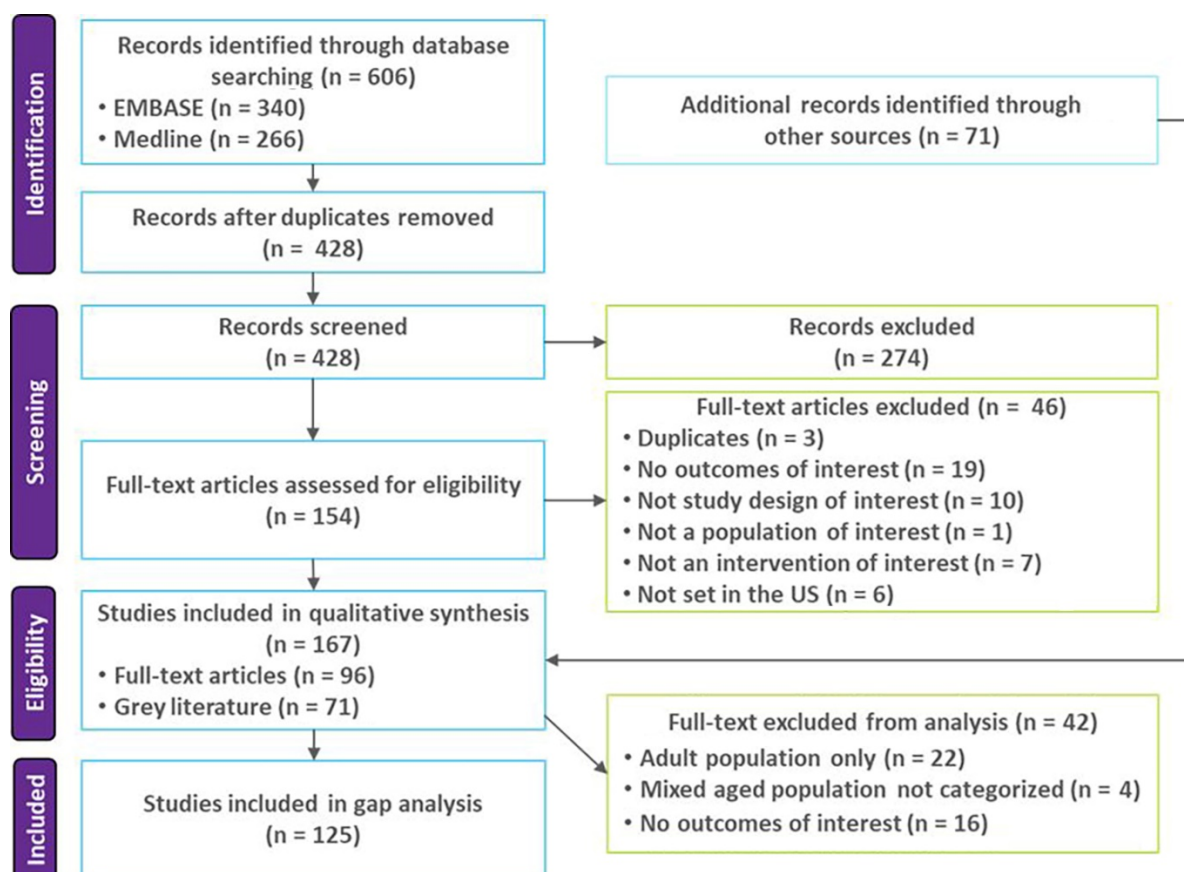 Identification
Records identified through database
searching (n = 606)
• EMBASE (n = 340)
• Medline (n = 266)
Additional records identified through
other sources (n = 71)
Records after duplicates removed
(n = 428)
Screening
Records screened
(n = 428)
Records excluded
(n = 274)
Full-text articles assessed for eligibility
(n = 154)
Full-text articles excluded (n = 46)
• Duplicates (n = 3)
• No outcomes of interest (n = 19)
• Not study design of interest (n = 10)
• Not a population of interest (n = 1)
• Not an intervention of interest (n = 7)
• Not set in the US (n = 6)
Eligibility
Studies included in qualitative synthesis
(n = 167)
• Full-text articles (n = 96)
• Grey literature (n = 71)
Full-text excluded from analysis (n = 42)
• Adult population only (n = 22)
• Mixed aged population not categorized (n = 4)
• No outcomes of interest (n = 16)
Included
Studies included in gap analysis
(n = 125)